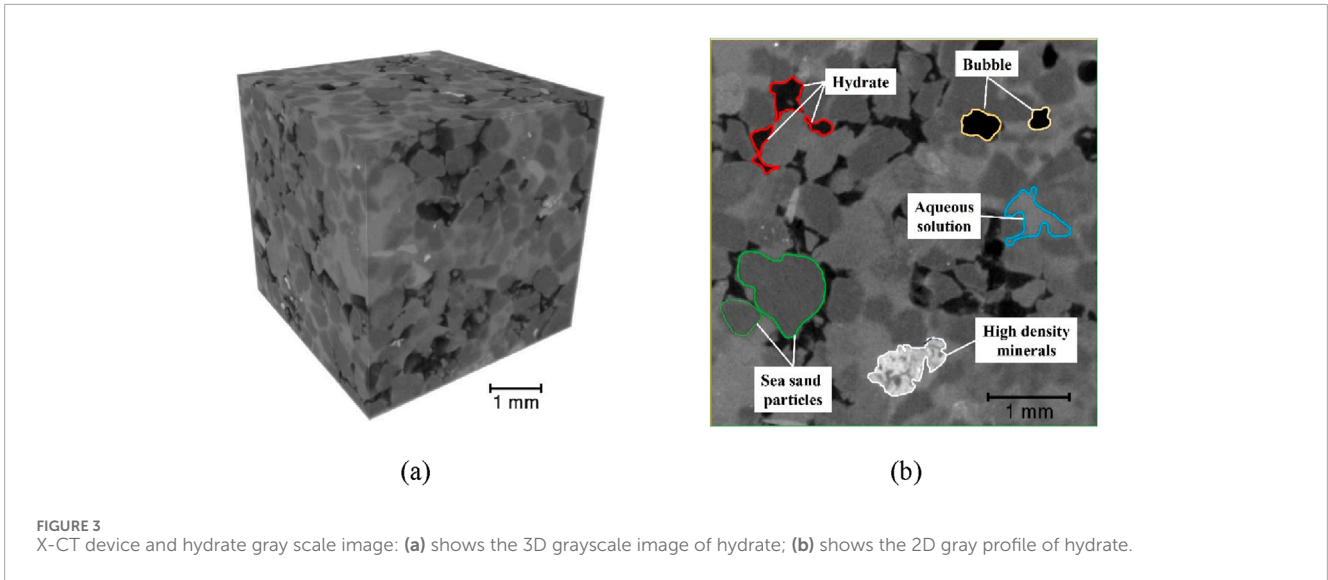 Hydrate
Bubble
Aqueous
solution
High density
minerals
Sea sand
particles
1 mm
1 mm
(a)
(b)
FIGURE 3
X-CT device and hydrate gray scale image: (a) shows the 3D grayscale image of hydrate; (b) shows the 2D gray profile of hydrate.